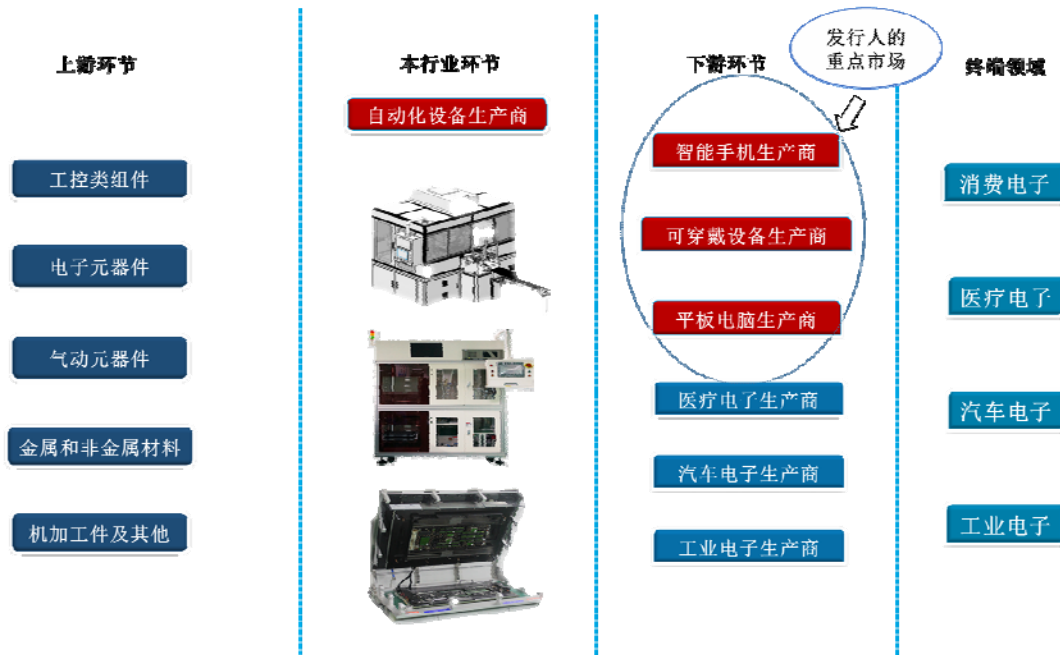 上游环节
工控类组件
电子元器件
气动元器件
金属和非金属材料
机加工件及其他
本行业环节
自动化设备生产商
下游环节
发行人的
重点市场
智能手机生产商
可穿戴设备生产商
平板电脑生产商
医疗电子生产商
汽车电子生产商
工业电子生产商
终端领域
消费电子
医疗电子
汽车电子
工业电子